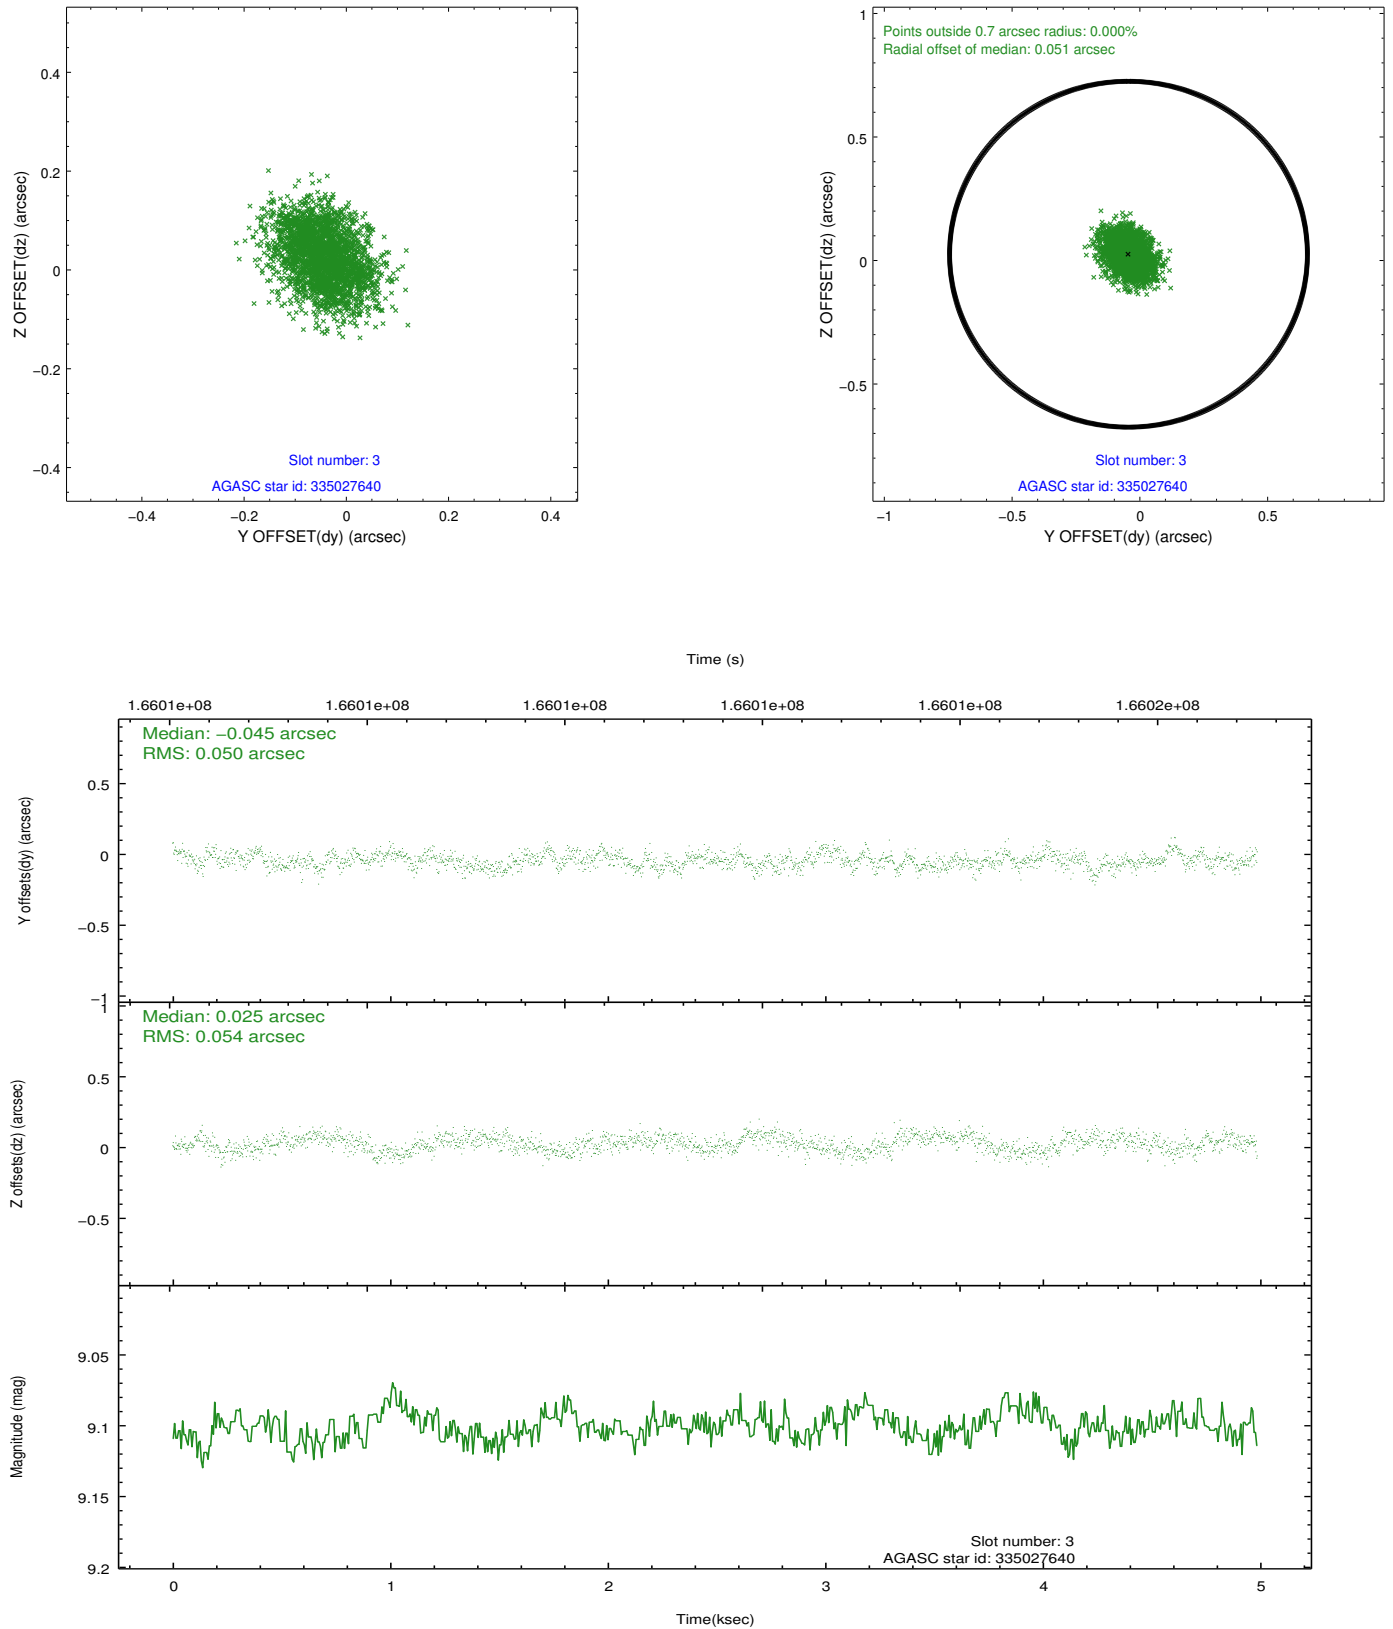 0.4
0.2
0
−0.2
−0.4
Z OFFSET(dz) (arcsec)
Slot number: 3
AGASC star id: 335027640
−0.4
−0.2
0
0.2
0.4
Y OFFSET(dy) (arcsec)
Points outside 0.7 arcsec radius: 0.000%
Radial offset of median: 0.051 arcsec
1
0.5
0
−0.5
Z OFFSET(dz) (arcsec)
Slot number: 3
AGASC star id: 335027640
−1
−0.5
0
0.5
Y OFFSET(dy) (arcsec)
Time (s)
1.6601e+08
1.6601e+08
1.6601e+08
1.6601e+08
1.6601e+08
1.6602e+08
Median: −0.045 arcsec
RMS: 0.050 arcsec
0.5
0
−0.5
−1
Y offsets(dy) (arcsec)
Median: 0.025 arcsec
RMS: 0.054 arcsec
1
0.5
0
−0.5
Z offsets(dz) (arcsec)
9.05
9.1
9.15
9.2
Magnitude (mag)
Slot number: 3
AGASC star id: 335027640
0
1
2
3
4
5
Time(ksec)